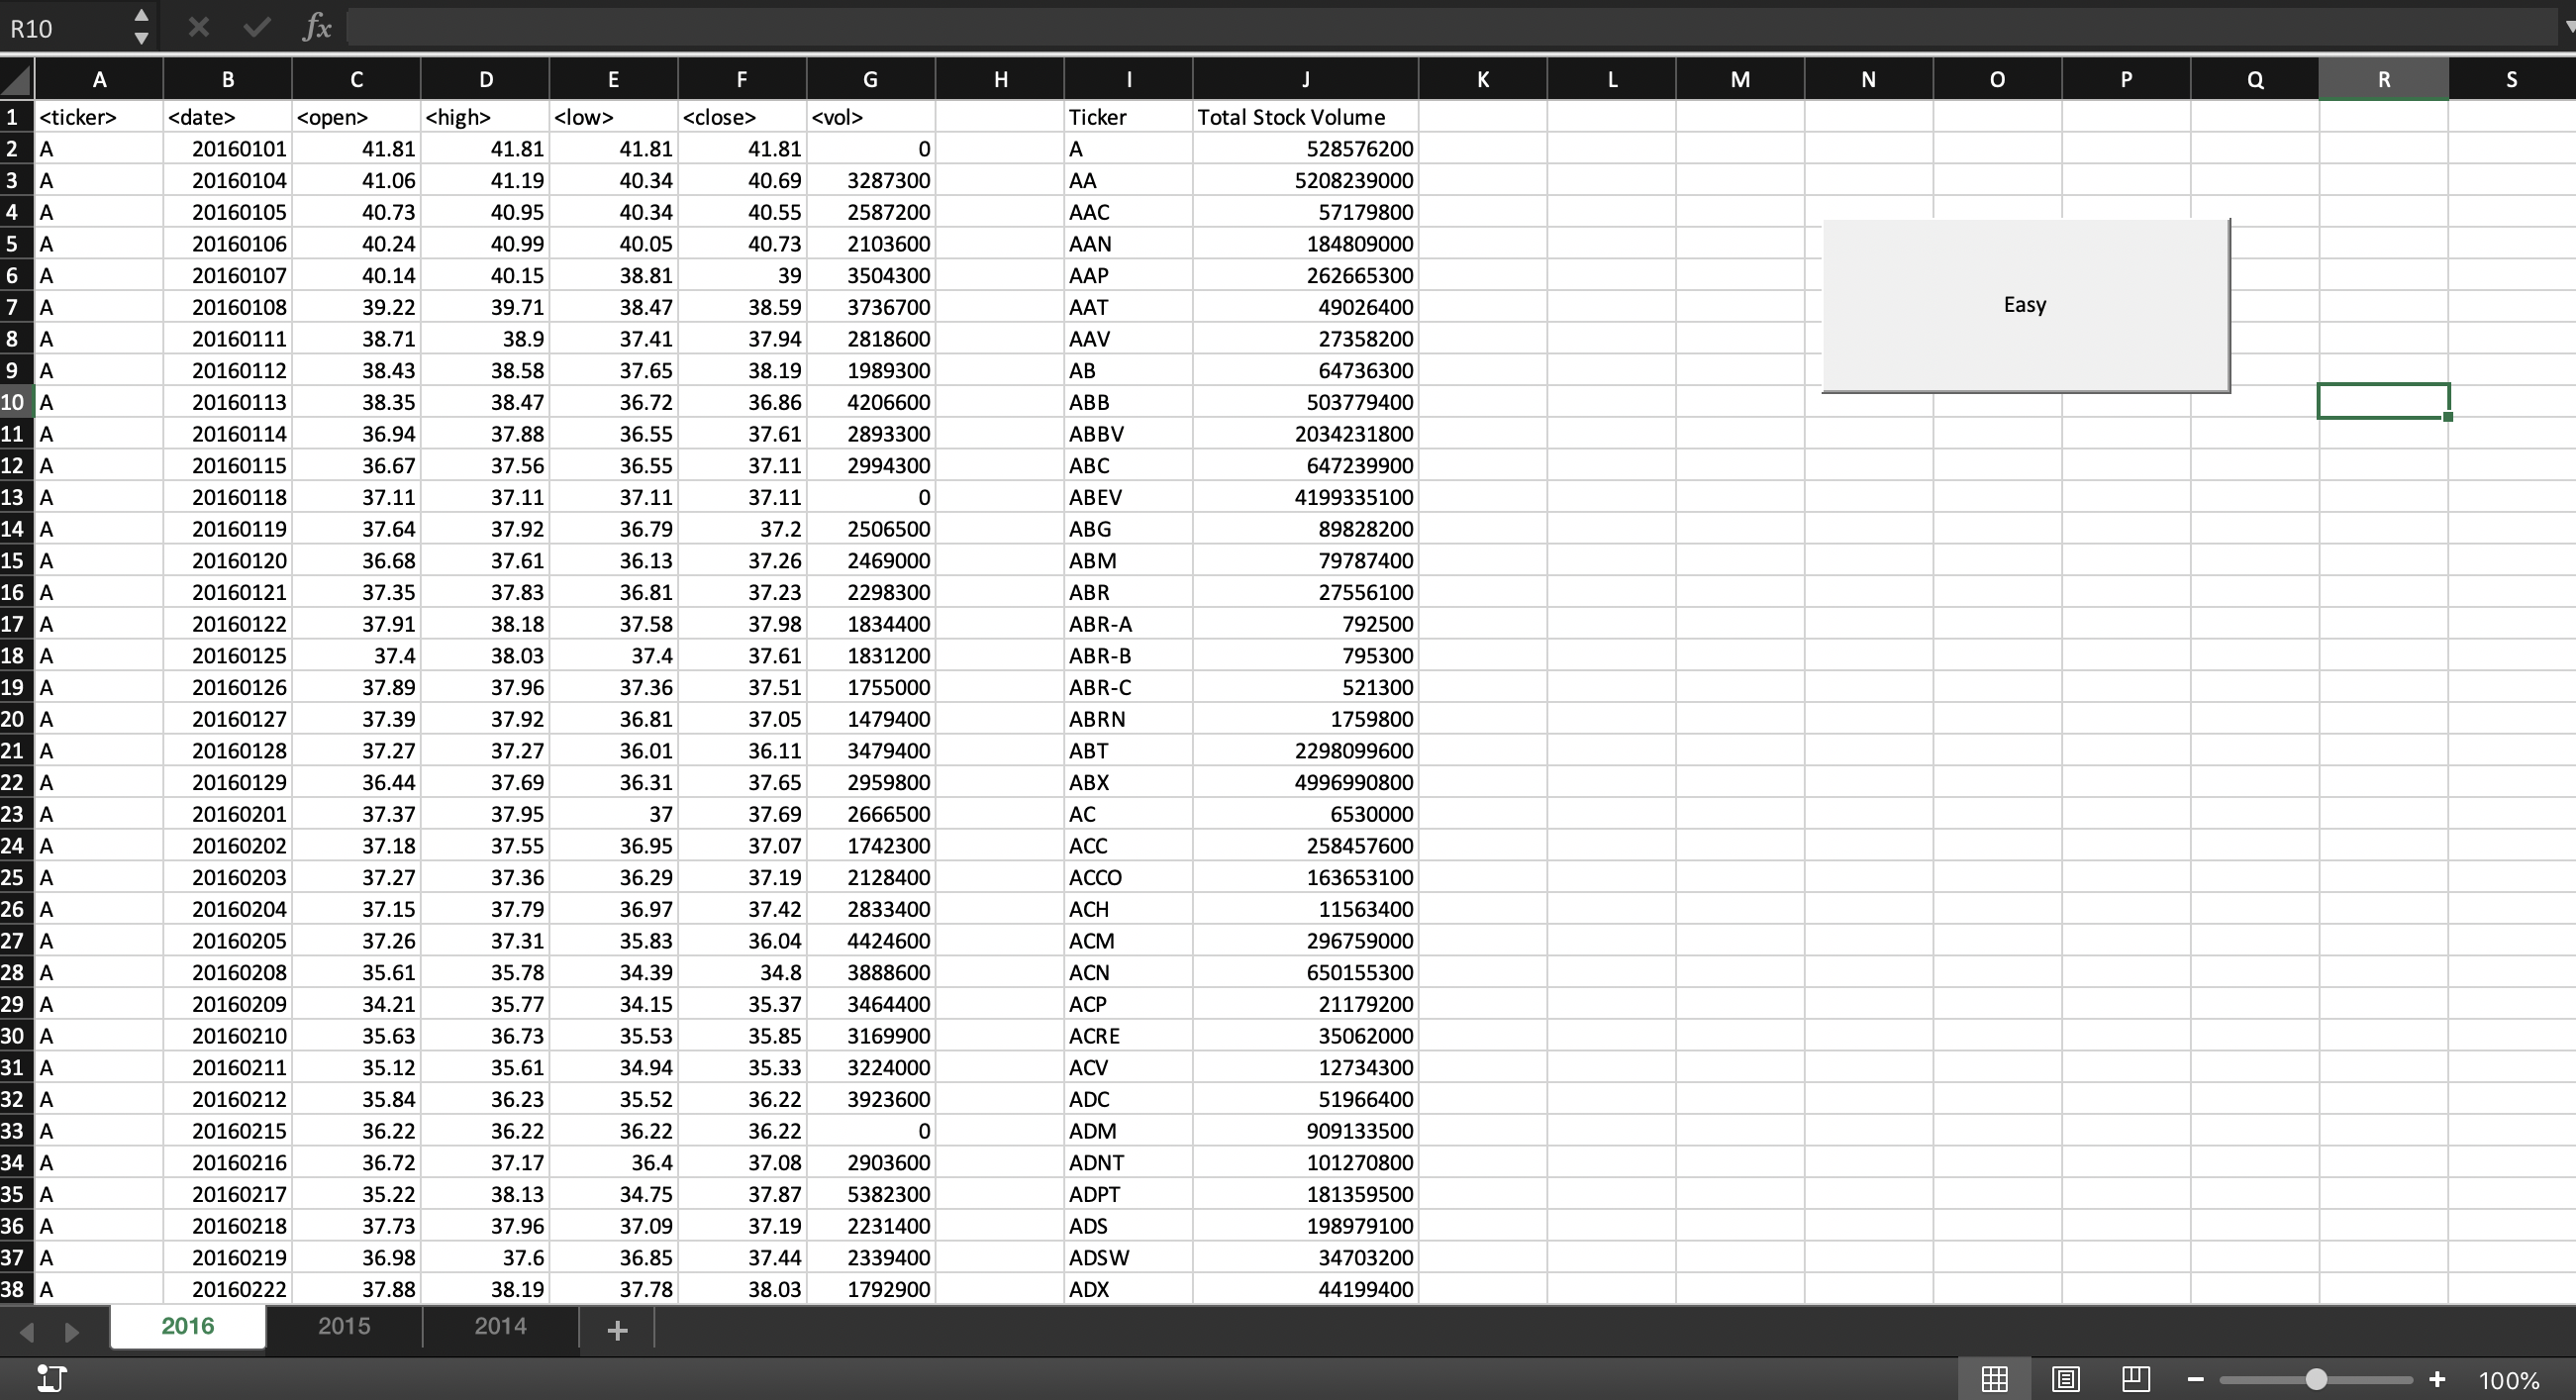 R10 fx
A B C D E F G H I J K L M N O P Q R S
1 <ticker> <date> <open> <high> <low> <close> <vol> Ticker Total Stock Volume
2 A 20160101 41.81 41.81 41.81 41.81 0 A 528576200
3 A 20160104 41.06 41.19 40.34 40.69 3287300 AA 5208239000
4 A 20160105 40.73 40.95 40.34 40.55 2587200 AAC 57179800
5 A 20160106 40.24 40.99 40.05 40.73 2103600 AAN 184809000
6 A 20160107 40.14 40.15 38.81 39 3504300 AAP 262665300
7 A 20160108 39.22 39.71 38.47 38.59 3736700 AAT 49026400 Easy
8 A 20160111 38.71 38.9 37.41 37.94 2818600 AAV 27358200
9 A 20160112 38.43 38.58 37.65 38.19 1989300 AB 64736300
10 A 20160113 38.35 38.47 36.72 36.86 4206600 ABB 503779400
11 A 20160114 36.94 37.88 36.55 37.61 2893300 ABBV 2034231800
12 A 20160115 36.67 37.56 36.55 37.11 2994300 ABC 647239900
13 A 20160118 37.11 37.11 37.11 37.11 0 ABEV 4199335100
14 A 20160119 37.64 37.92 36.79 37.2 2506500 ABG 89828200
15 A 20160120 36.68 37.61 36.13 37.26 2469000 ABM 79787400
16 A 20160121 37.35 37.83 36.81 37.23 2298300 ABR 27556100
17 A 20160122 37.91 38.18 37.58 37.98 1834400 ABR-A 792500
18 A 20160125 37.4 38.03 37.4 37.61 1831200 ABR-B 795300
19 A 20160126 37.89 37.96 37.36 37.51 1755000 ABR-C 521300
20 A 20160127 37.39 37.92 36.81 37.05 1479400 ABRN 1759800
21 A 20160128 37.27 37.27 36.01 36.11 3479400 ABT 2298099600
22 A 20160129 36.44 37.69 36.31 37.65 2959800 ABX 4996990800
23 A 20160201 37.37 37.95 37 37.69 2666500 AC 6530000
24 A 20160202 37.18 37.55 36.95 37.07 1742300 ACC 258457600
25 A 20160203 37.27 37.36 36.29 37.19 2128400 ACCO 163653100
26 A 20160204 37.15 37.79 36.97 37.42 2833400 ACH 11563400
27 A 20160205 37.26 37.31 35.83 36.04 4424600 ACM 296759000
28 A 20160208 35.61 35.78 34.39 34.8 3888600 ACN 650155300
29 A 20160209 34.21 35.77 34.15 35.37 3464400 ACP 21179200
30 A 20160210 35.63 36.73 35.53 35.85 3169900 ACRE 35062000
31 A 20160211 35.12 35.61 34.94 35.33 3224000 ACV 12734300
32 A 20160212 35.84 36.23 35.52 36.22 3923600 ADC 51966400
33 A 20160215 36.22 36.22 36.22 36.22 0 ADM 909133500
34 A 20160216 36.72 37.17 36.4 37.08 2903600 ADNT 101270800
35 A 20160217 35.22 38.13 34.75 37.87 5382300 ADPT 181359500
36 A 20160218 37.73 37.96 37.09 37.19 2231400 ADS 198979100
37 A 20160219 36.98 37.6 36.85 37.44 2339400 ADSW 34703200
38 A 20160222 37.88 38.19 37.78 38.03 1792900 ADX 44199400
2016 2015 2014 +
100%